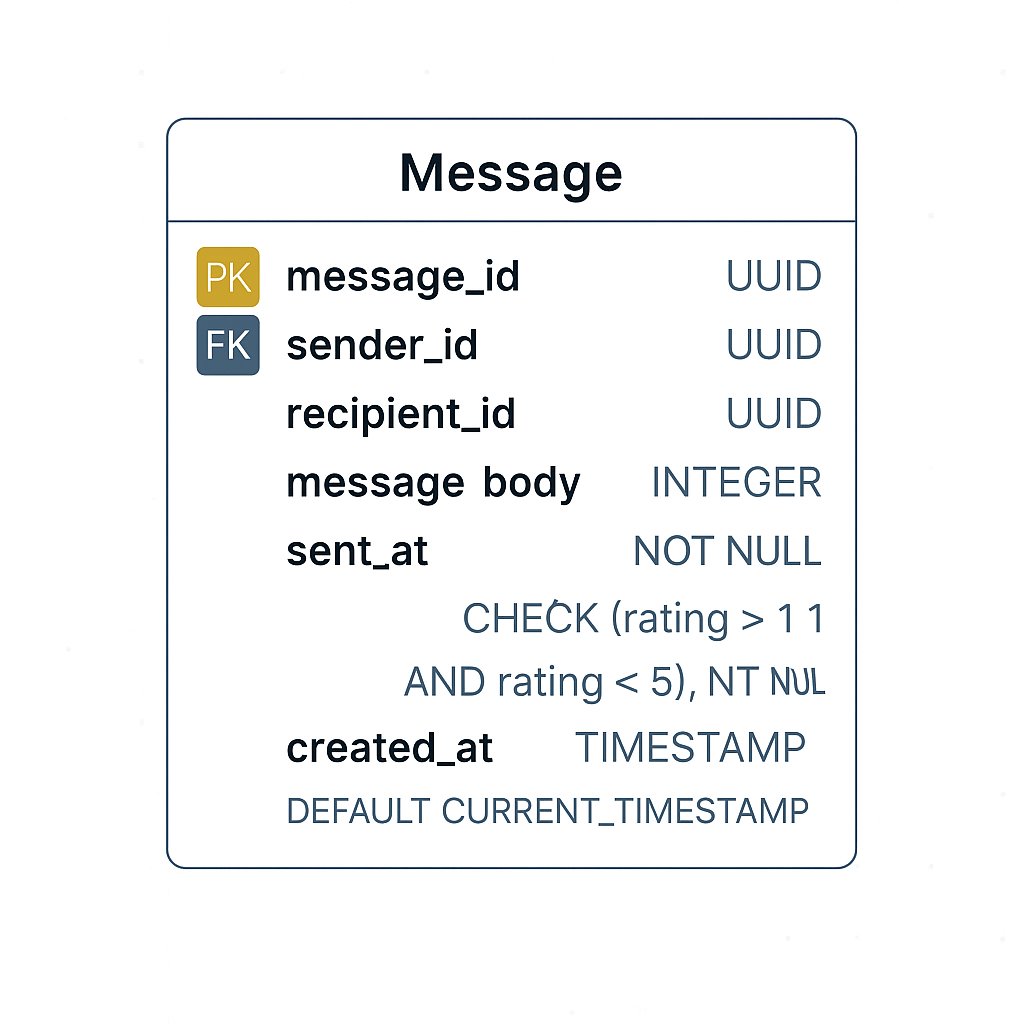 Message
PK message_id UUID
FK sender_id UUID
recipient_id UUID
message body INTEGER
sent_at NOT NULL
CHECK (rating > 1 1
AND rating < 5), NT NUL
created_at TIMESTAMP
DEFAULT CURRENT_TIMESTAMP